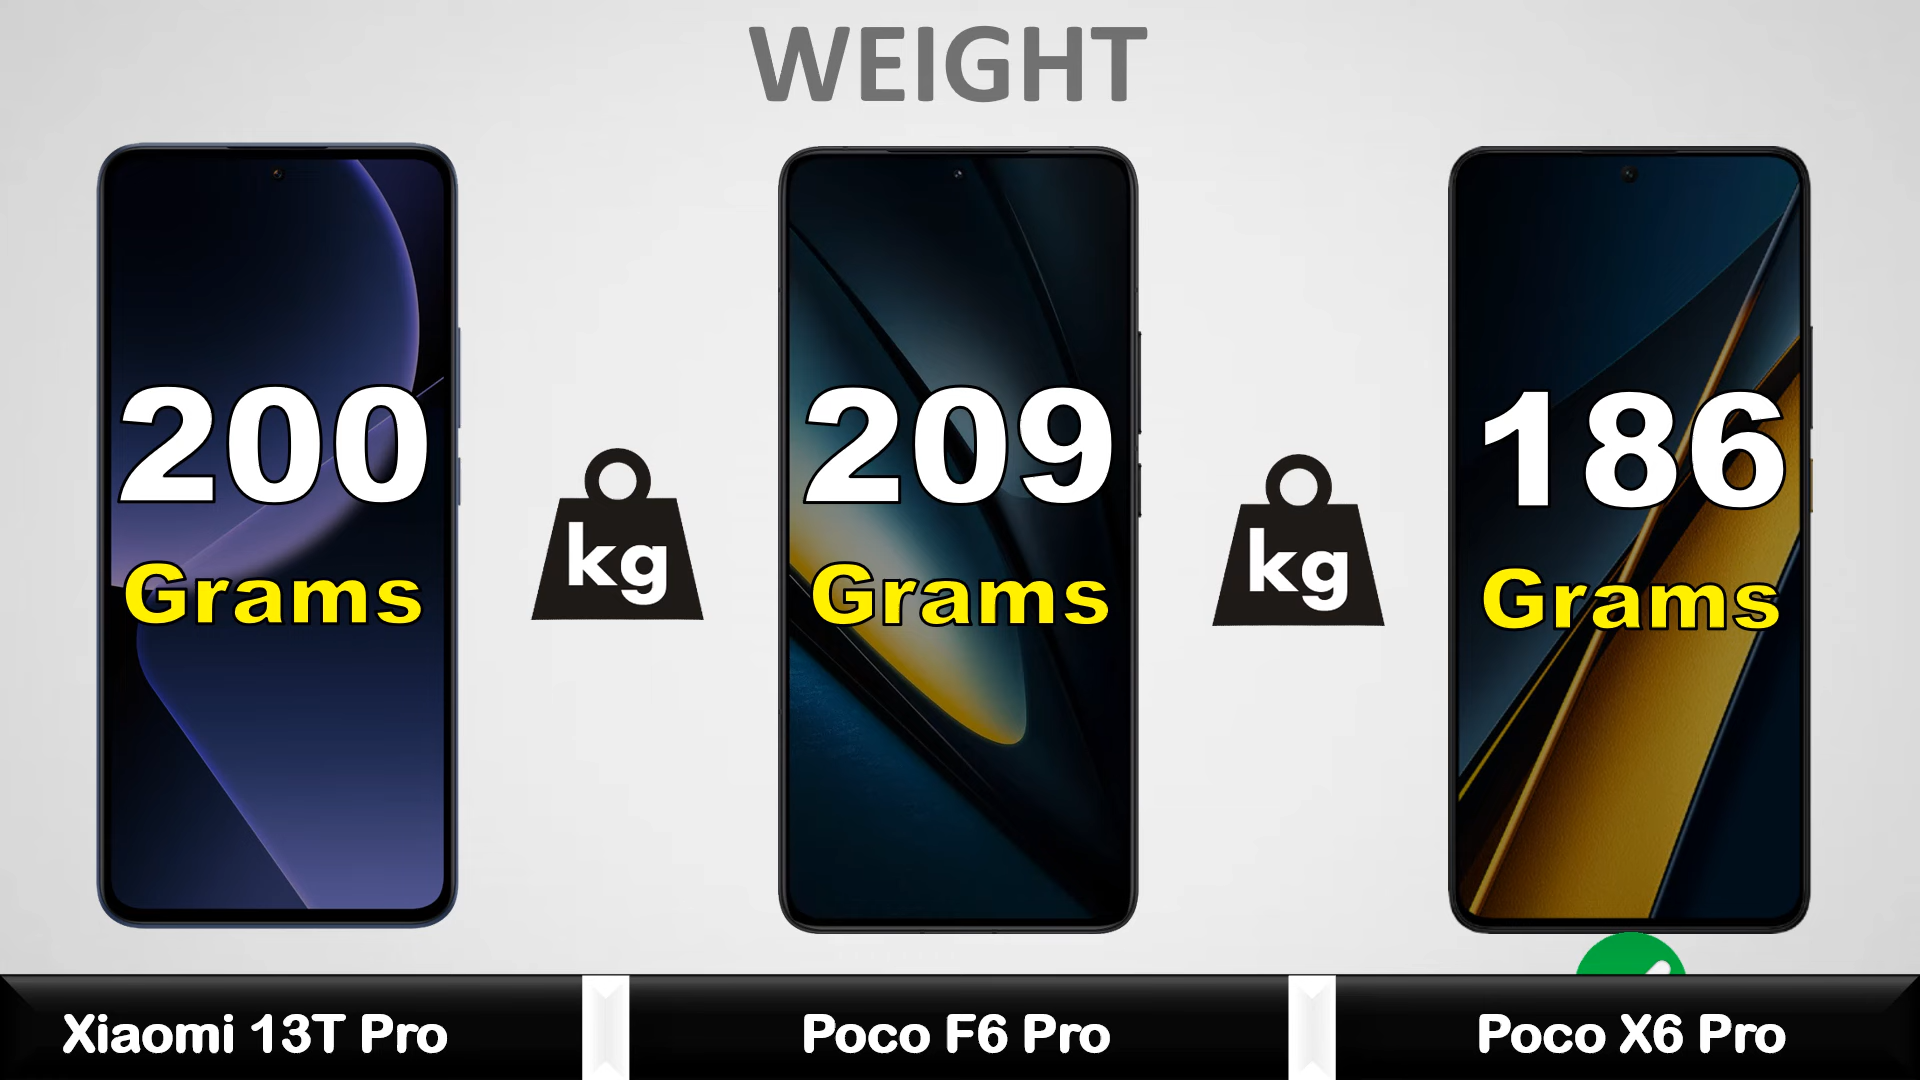 WEIGHT
200
Grams
kg
209
Grams
kg
186
Grams
Xiaomi 13T Pro
Poco F6 Pro
Poco X6 Pro